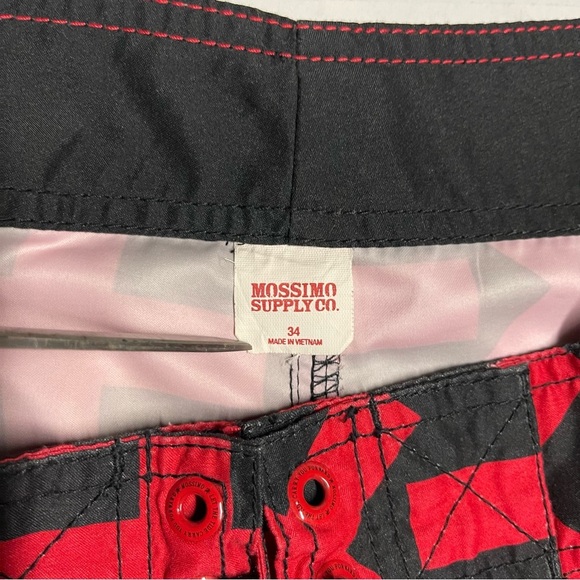 MOSSIMO
SUPPLY CO.
34
MADE IN VIETNAM